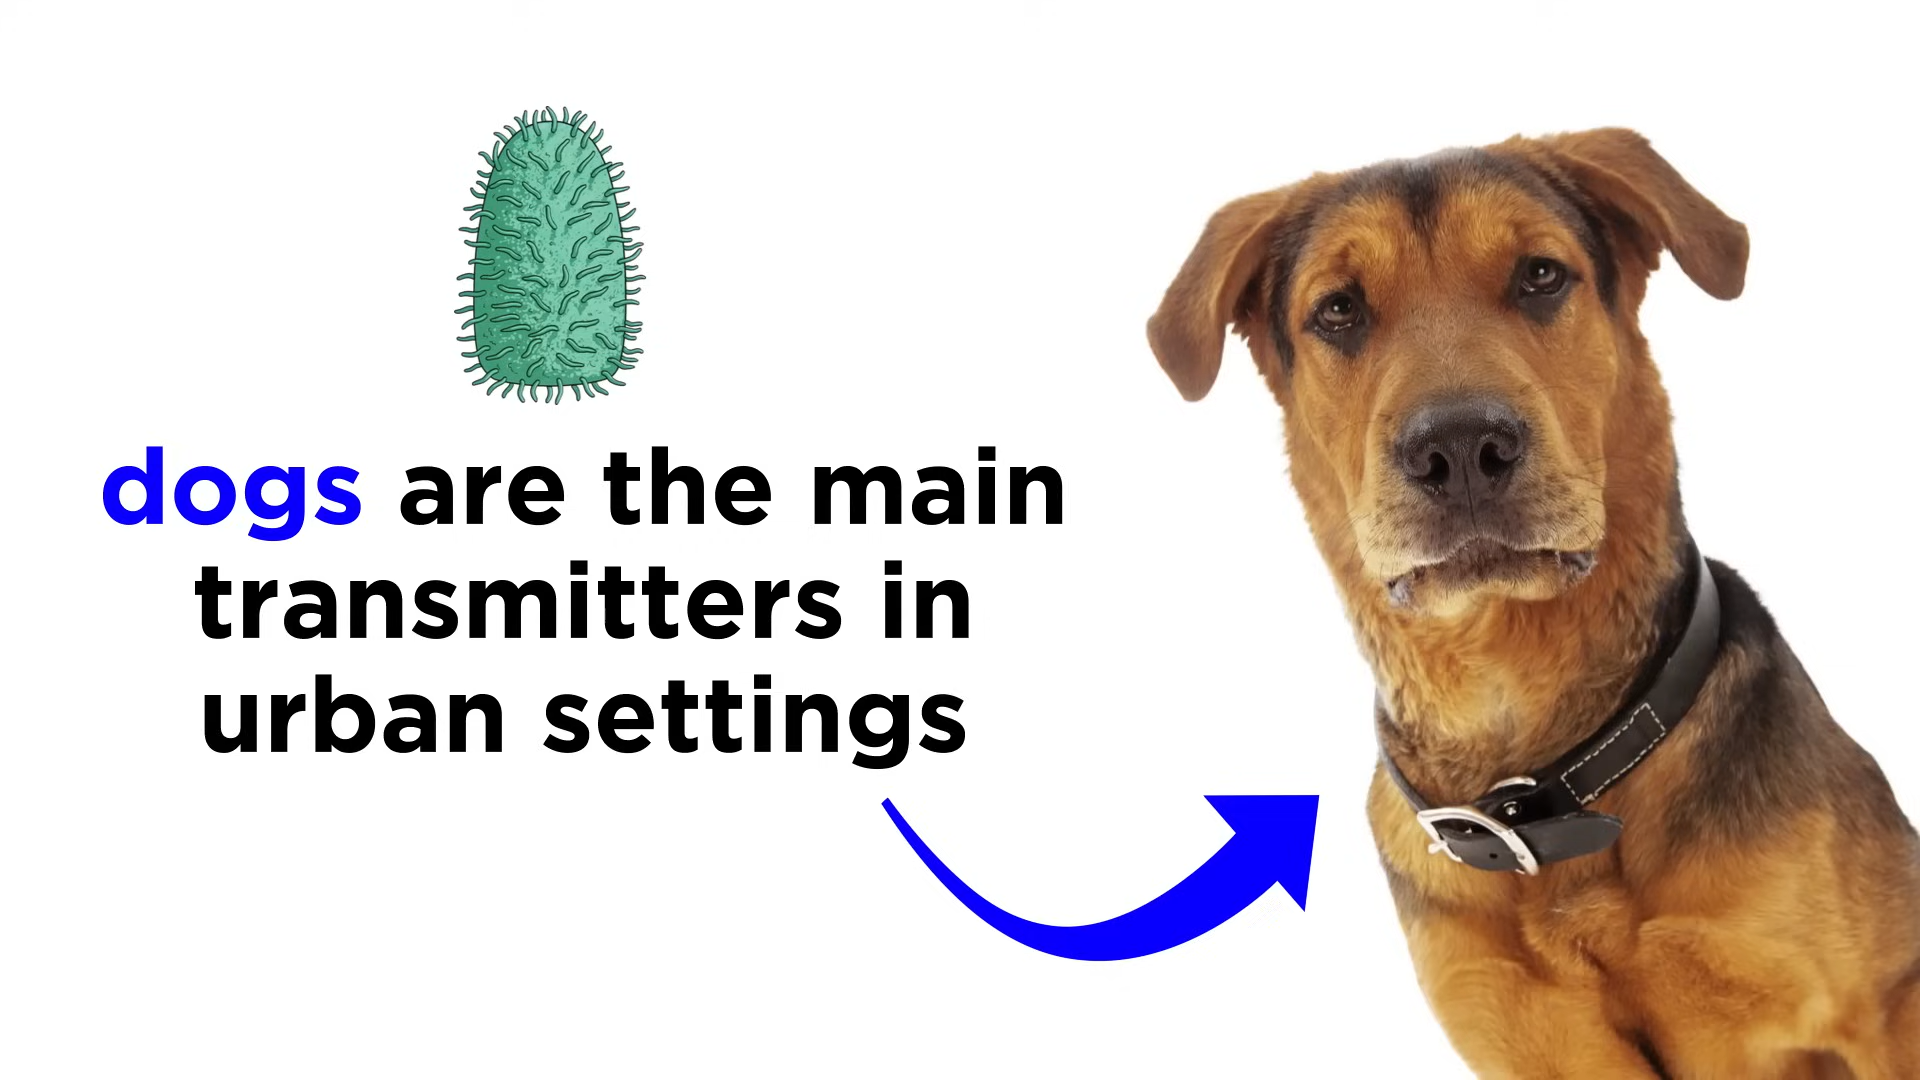 dogs are the main
transmitters in
urban settings